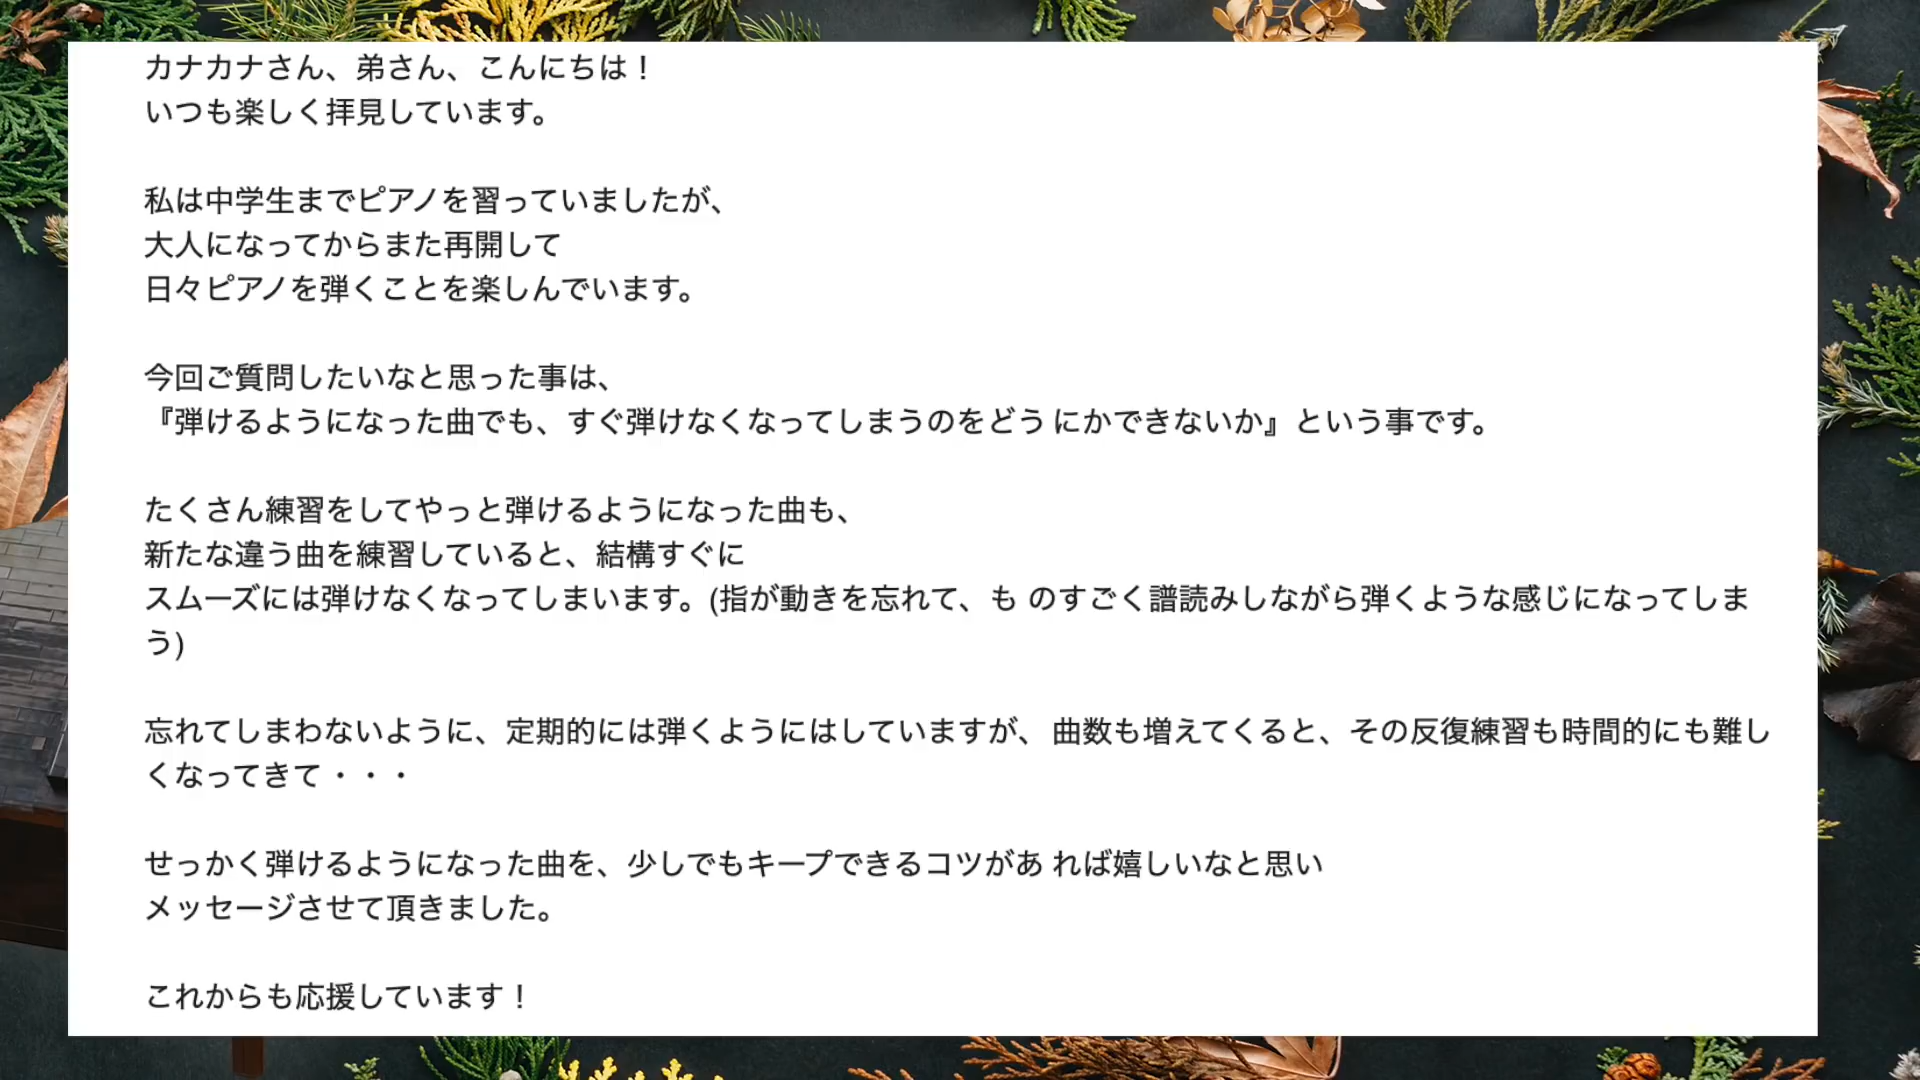 カナカナさん、弟さん、こんにちは！
いつも楽しく拝見しています。
私は中学生までピアノを習っていましたが、
大人になってからまた再開して
日々ピアノを弾くことを楽しんでいます。
今回ご質問したいなと思った事は、
『弾けるようになった曲でも、すぐ弾けなくなってしまうのをどう にかできないか』という事です。
たくさん練習をしてやっと弾けるようになった曲も、
新たな違う曲を練習していると、結構すぐに
スムーズには弾けなくなってしまいます。(指が動きを忘れて、も のすごく譜読みしながら弾くような感じになってしま
う)
忘れてしまわないように、定期的には弾くようにはしていますが、 曲数も増えてくると、その反復練習も時間的にも難し
くなってきて・・・
せっかく弾けるようになった曲を、少しでもキープできるコツがあ れば嬉しいなと思い
メッセージさせて頂きました。
これからも応援しています！